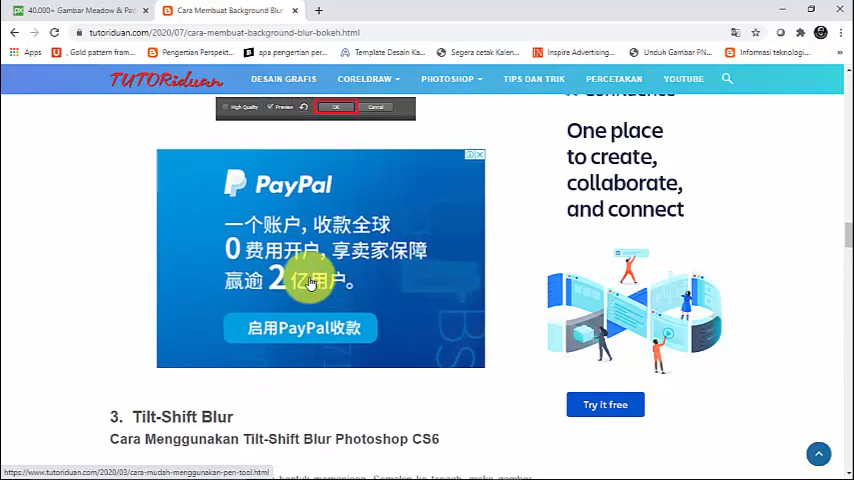 40.000+ Gambar Meadow & Pad
Cara Membuat Background Blur
tutoriduan.com/2020/07/cara-membuat-background-blur-bokeh.html
Apps
, Gold pattern fram...
Pengertian Perspekt...
apa pengertian per...
Template Desain Ka...
Segera cetak Kalen...
Inspire Advertising...
Unduh Gambar PN...
Informasi teknologi...
TUTORiduan
DESAIN GRAFIS
CORELDRAW
PHOTOSHOP
TIPS DAN TRIK
PERCETAKAN
YOUTUBE
High Quality
Preview
OK
Cancel
Confluence
One place
to create,
collaborate,
and connect
Try it free
PayPal
一个账户, 收款全球
0 费用开户, 享卖家保障
赢逾 2 亿用户。
启用PayPal收款
3. Tilt-Shift Blur
Cara Menggunakan Tilt-Shift Blur Photoshop CS6
https://www.tutoriduan.com/2020/03/cara-mudah-menggunakan-pen-tool.html